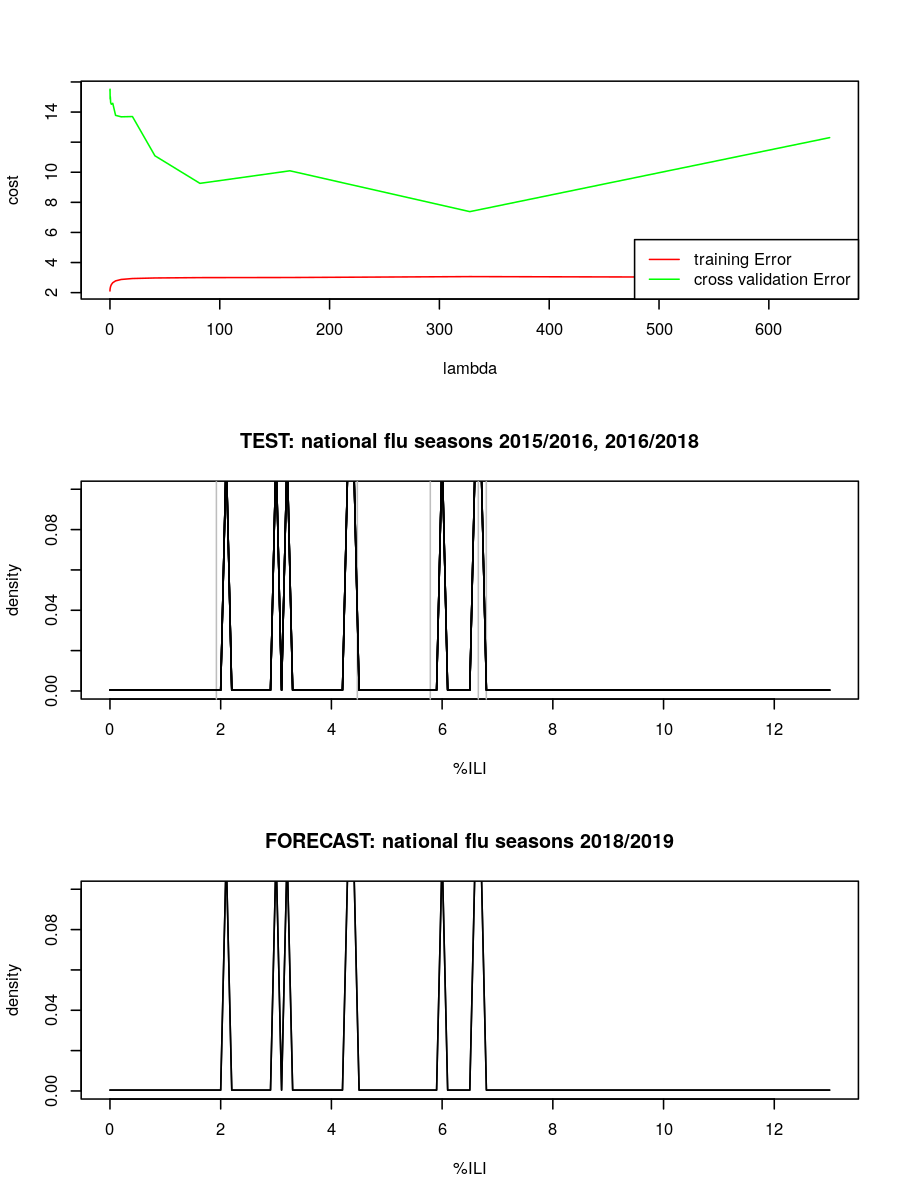 cost
14
10
8
6
4
2
0 100 200 300 400 500 600
lambda
training Error
cross validation Error
TEST: national flu seasons 2015/2016, 2016/2018
density
0.08
0.04
0.00
0 2 4 6 8 10 12
%ILI
FORECAST: national flu seasons 2018/2019
density
0.08
0.04
0.00
0 2 4 6 8 10 12
%ILI